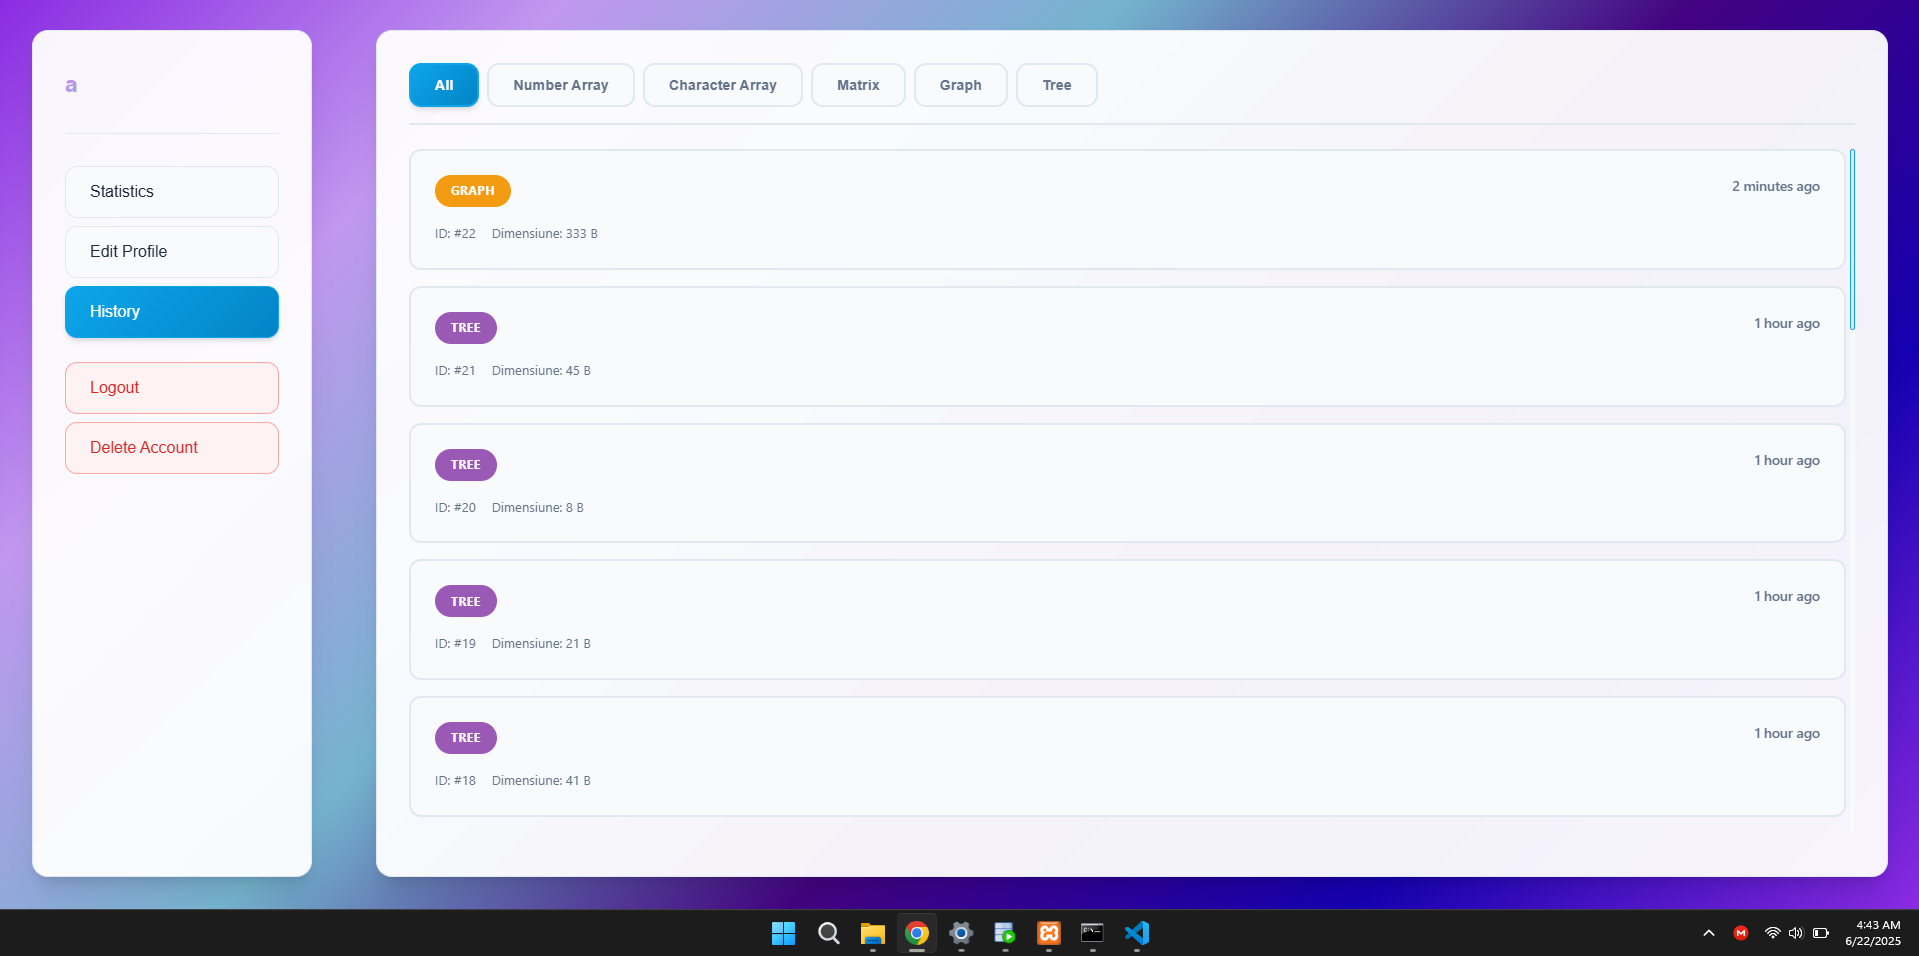 a
Statistics
Edit Profile
History
Logout
Delete Account
All Number Array Character Array Matrix Graph Tree
GRAPH 2 minutes ago
ID: #22 Dimensiune: 333 B
TREE 1 hour ago
ID: #21 Dimensiune: 45 B
TREE 1 hour ago
ID: #20 Dimensiune: 8 B
TREE 1 hour ago
ID: #19 Dimensiune: 21 B
TREE 1 hour ago
ID: #18 Dimensiune: 41 B
4:43 AM
6/22/2025